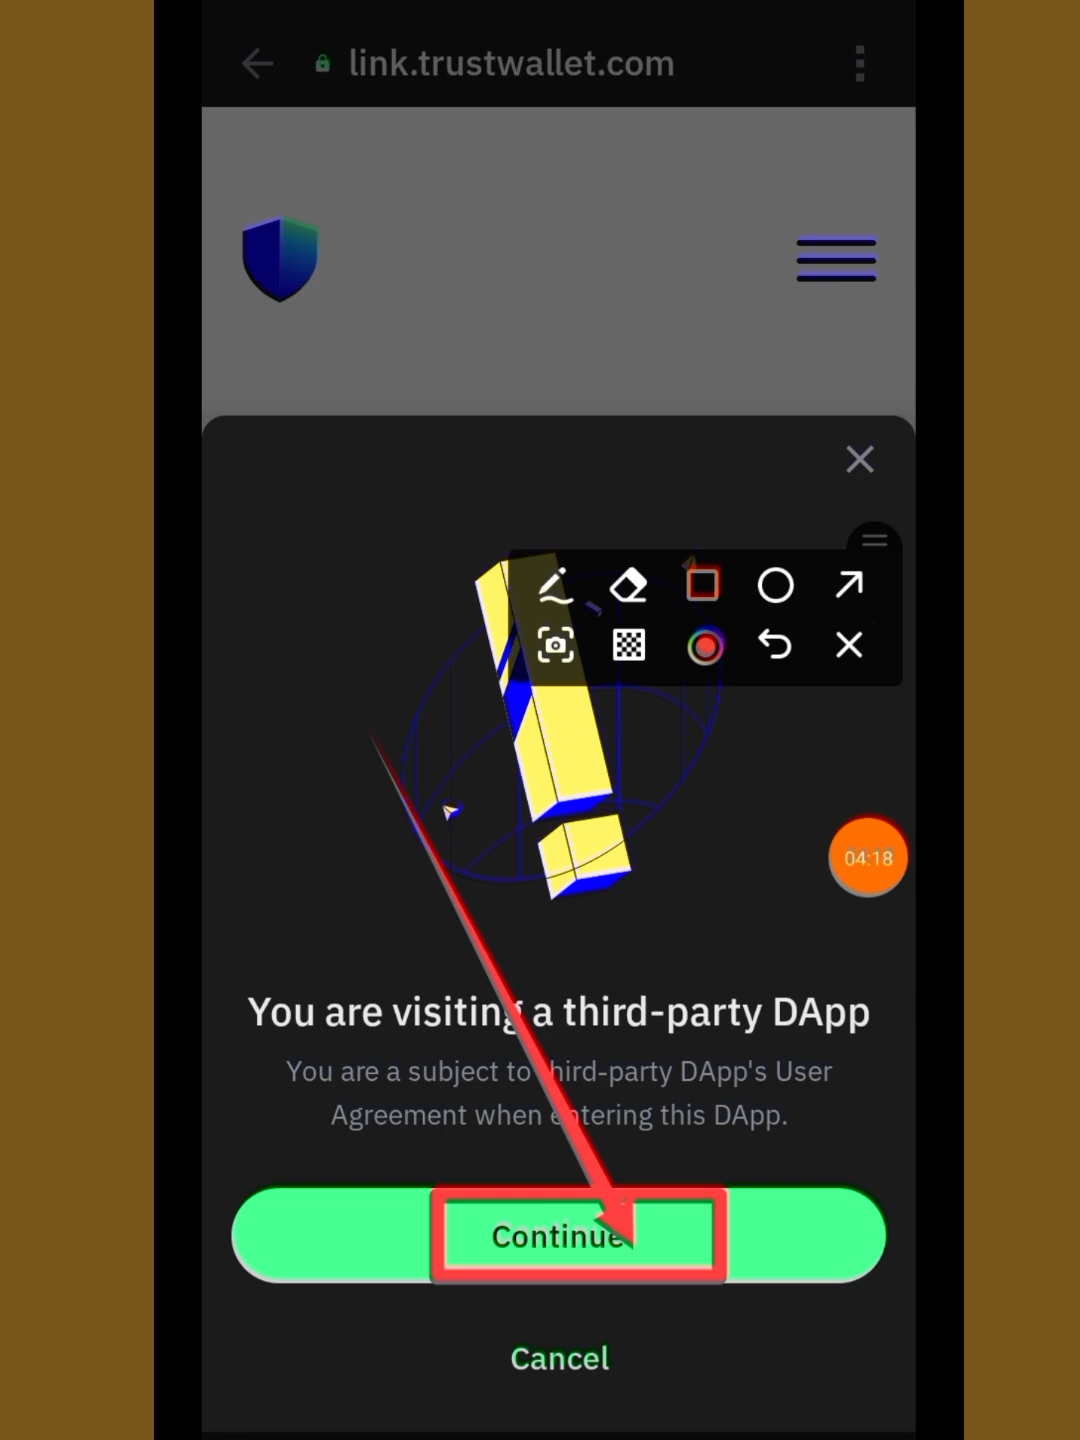 link.trustwallet.com
04:18
You are visiting a third-party DApp
You are a subject to third-party DApp's User
Agreement when entering this DApp.
Continue
Cancel